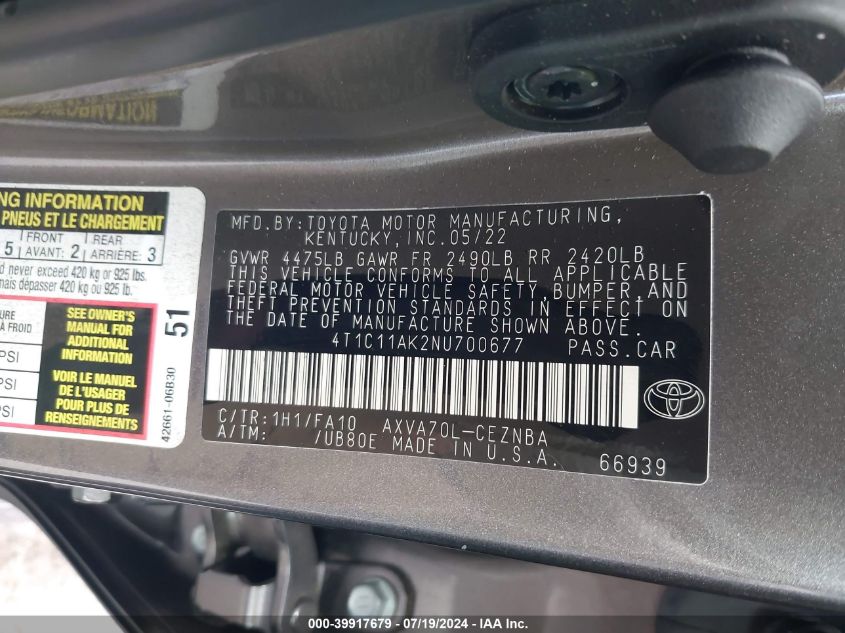 NG INFORMATION
PNEUS ET LE CHARGEMENT
5 FRONT AVANT: 2 REAR ARRIÈRE: 3
d never exceed 420 kg or 925 lbs.
mais dépasser 420 kg ou 925 lb.
URE
À FROID
PSI
PSI
SEE OWNER'S
MANUAL FOR
ADDITIONAL
INFORMATION
VOIR LE MANUEL
DE L'USAGER
POUR PLUS DE
RENSEIGNEMENTS
51
42661-06B30
MFD. BY: TOYOTA MOTOR MANUFACTURING,
KENTUCKY, INC. 05/22
GVWR 4475LB GAWR FR 2490LB RR 2420LB
THIS VEHICLE CONFORMS TO ALL APPLICABLE
FEDERAL MOTOR VEHICLE SAFETY, BUMPER, AND
THEFT PREVENTION STANDARDS IN EFFECT ON
THE DATE OF MANUFACTURE SHOWN ABOVE.
4T1C11AK2NU700677 PASS. CAR
C/TR: 1H1/FA10 AXVA70L-CEZNBA
A/TM: /UB80E MADE IN U.S.A.
66939
000-39917679 - 07/19/2024 - IAA Inc.